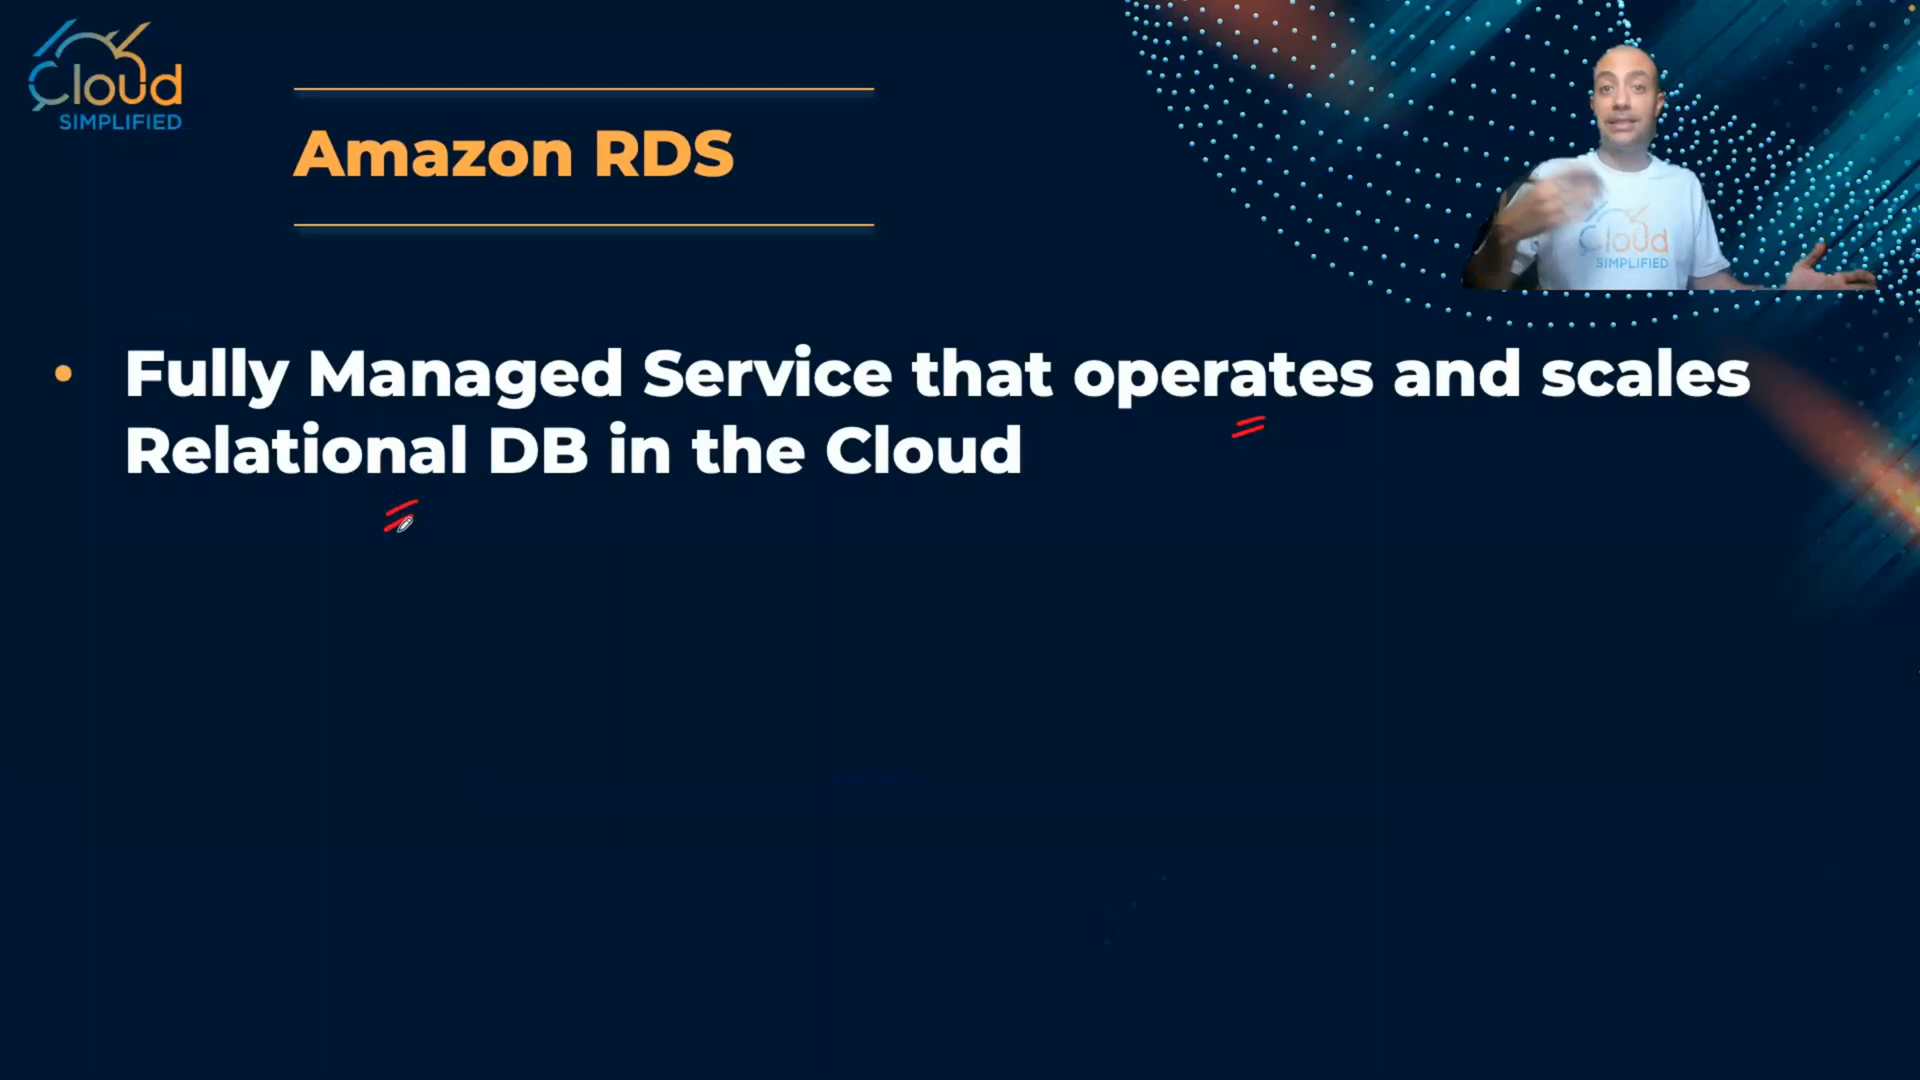 Cloud
SIMPLIFIED
Amazon RDS
Cloud
SIMPLIFIED
• Fully Managed Service that operates and scales
Relational DB in the Cloud